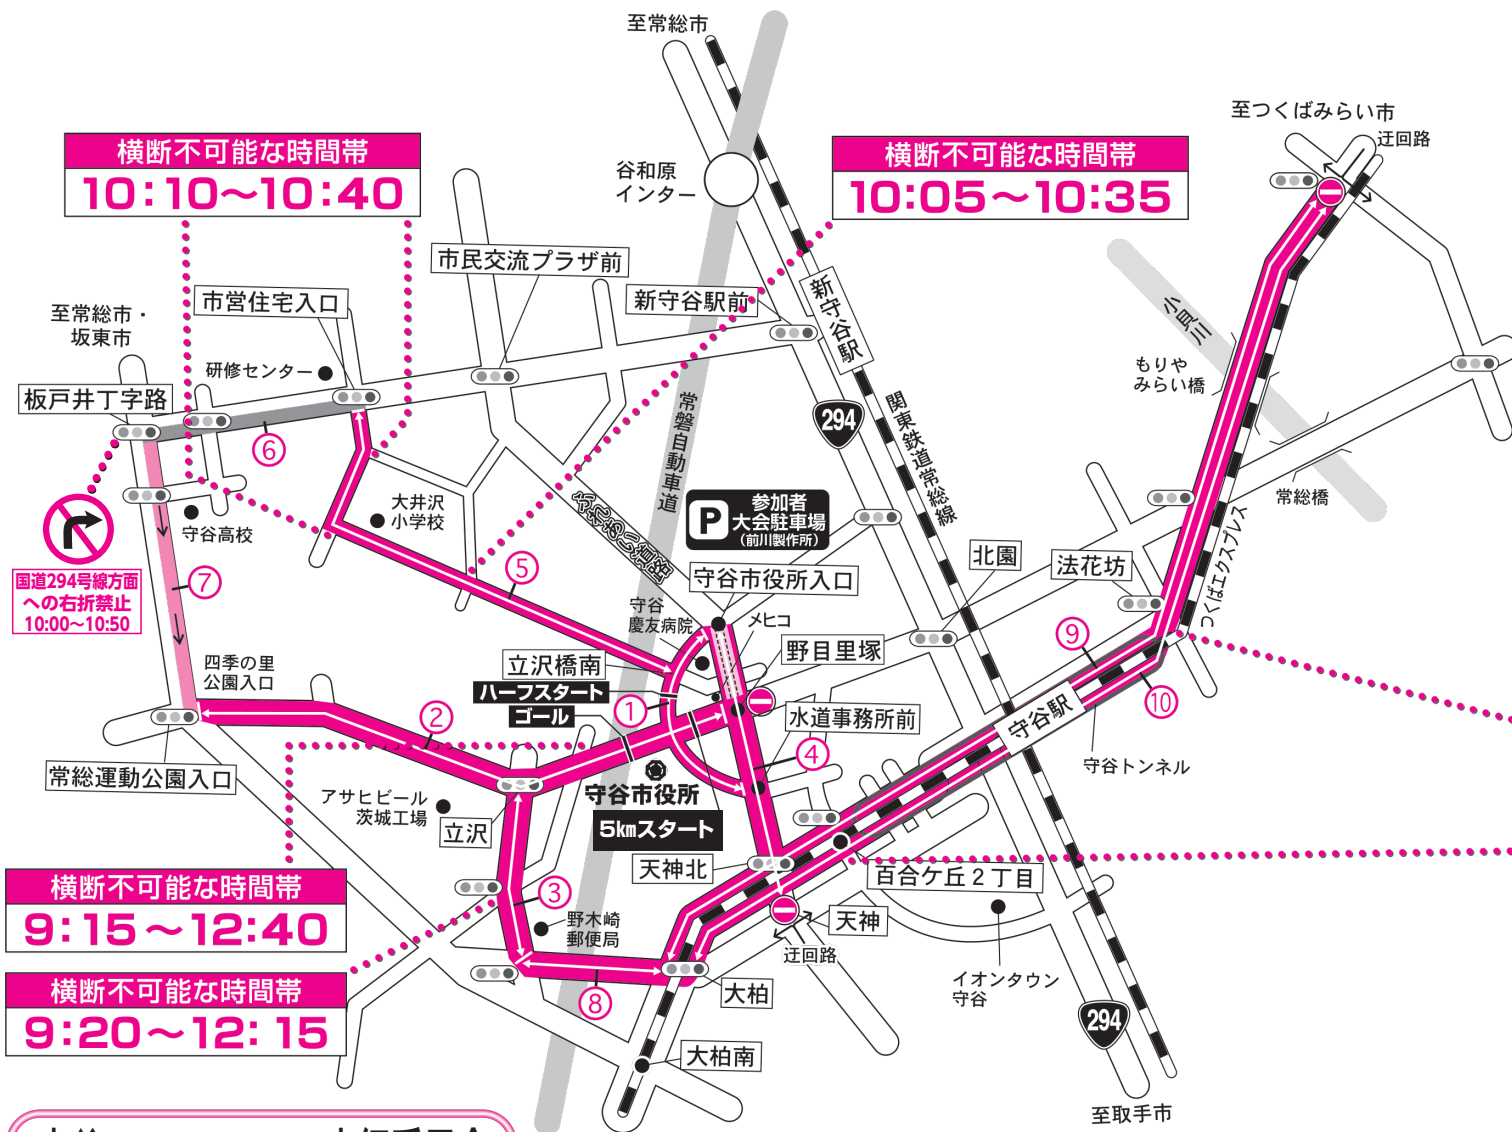 至常総市
至つくばみらい市
迂回路
横断不可能な時間帯
10:10～10:40
谷和原
インター
横断不可能な時間帯
10:05～10:35
市民交流プラザ前
市営住宅入口
新守谷駅前
新守谷駅
小貝川
至常総市・
坂東市
研修センター
もりや
みらい橋
板戸井丁字路
常磐自動車道
294
関東鉄道常総線
⑥
大井沢
小学校
ふれあい道路
P
参加者
大会駐車場
(前川製作所)
常総橋
守谷高校
つくばエクスプレス
国道294号線方面
への右折禁止
10:00～10:50
⑦
⑤
守谷市役所入口
北園
法花坊
守谷
慶友病院
メヒコ
⑨
四季の里
公園入口
立沢橋南
野目里塚
ハーフスタート
ゴール
①
②
水道事務所前
守谷駅
⑩
④
常総運動公園入口
守谷トンネル
アサヒビール
茨城工場
守谷市役所
立沢
5kmスタート
天神北
百合ケ丘2丁目
横断不可能な時間帯
9:15～12:40
③
野木崎
郵便局
天神
迂回路
イオンタウン
守谷
横断不可能な時間帯
9:20～12:15
⑧
大柏
294
大柏南
至取手市